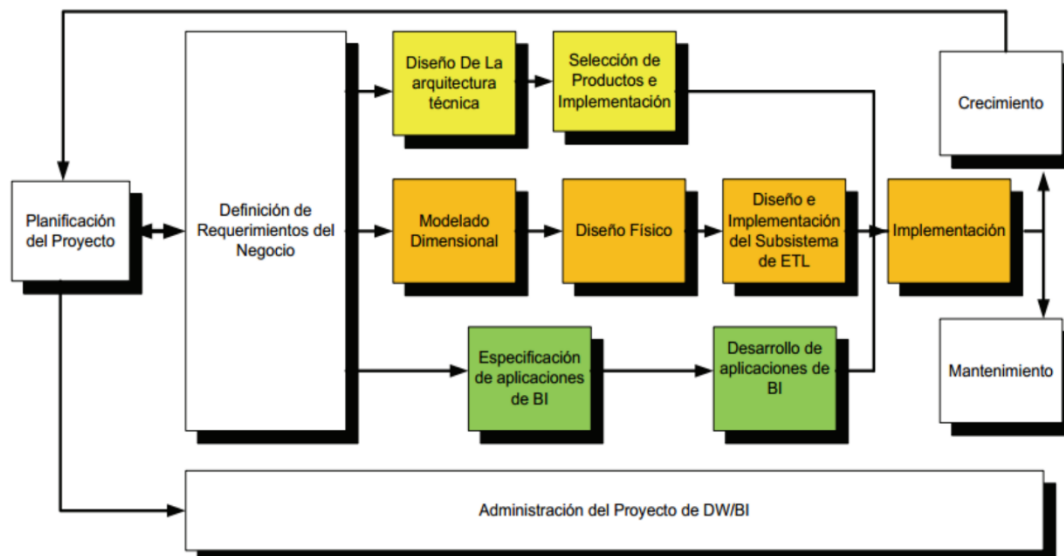 Planificación
del Proyecto
Definición de
Requerimientos del
Negocio
Diseño De La
arquitectura
técnica
Selección de
Productos e
Implementación
Modelado
Dimensional
Diseño Físico
Diseño e
Implementación
del Subsistema
de ETL
Implementación
Especificación
de aplicaciones
de BI
Desarrollo de
aplicaciones de
BI
Crecimiento
Mantenimiento
Administración del Proyecto de DW/BI